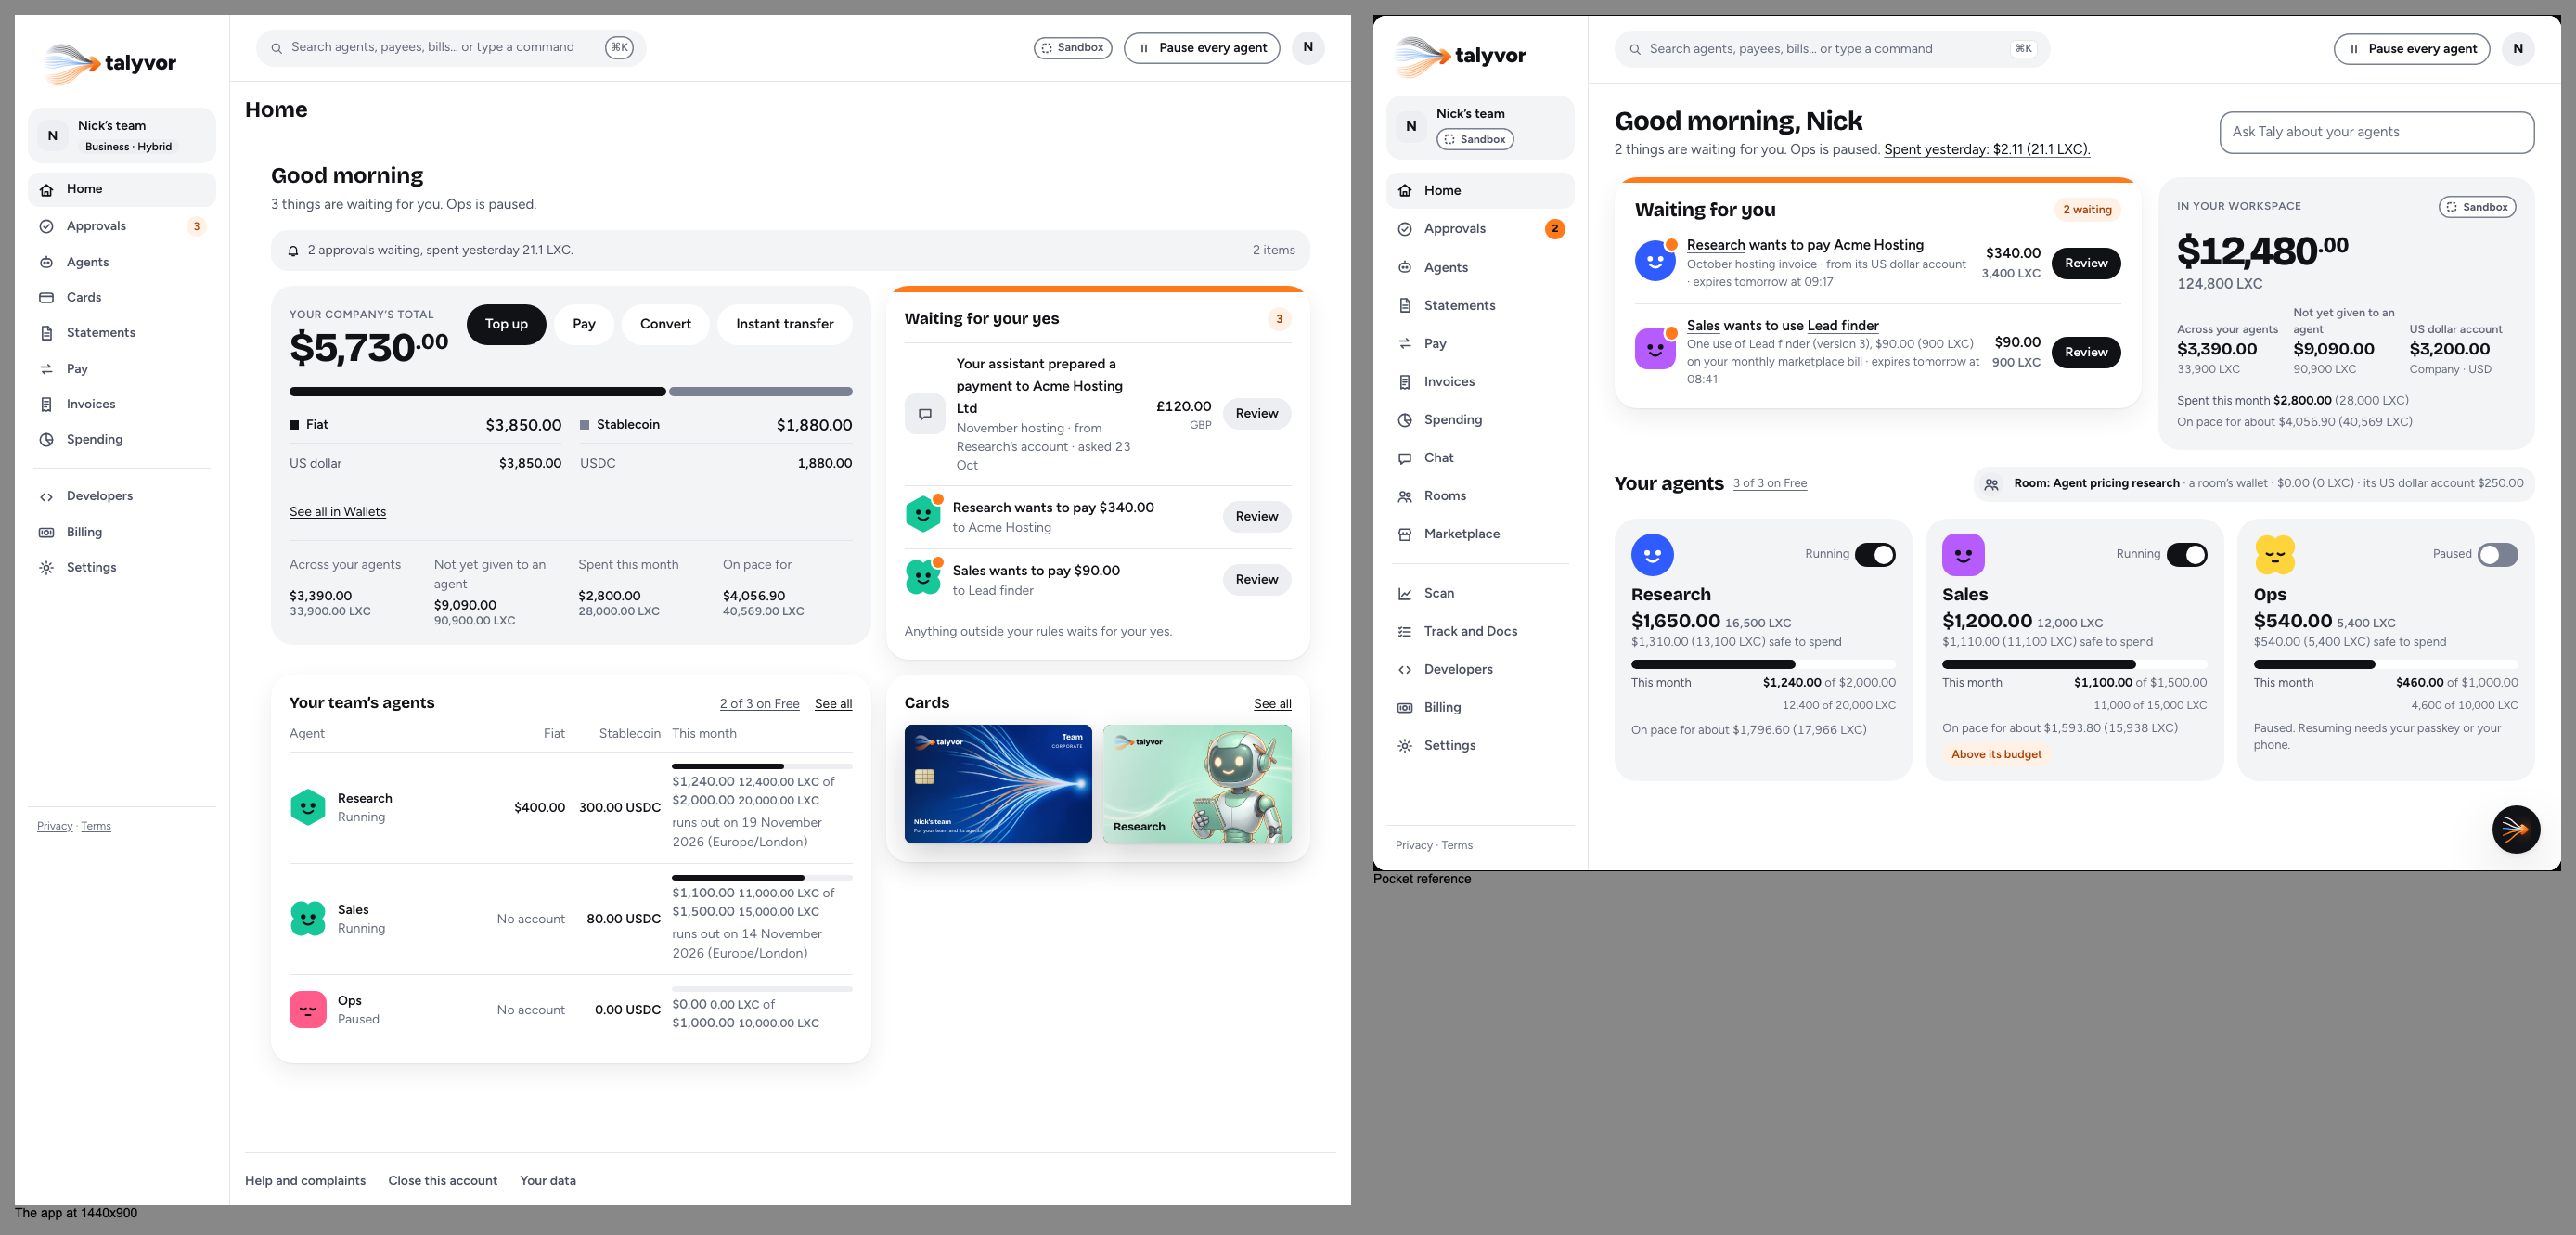 talyvor
Search agents, payees, bills... or type a command
⌘K
Sandbox
Pause every agent
N
N
Nick's team
Business · Hybrid
Home
Approvals
3
Agents
Cards
Statements
Pay
Invoices
Spending
Developers
Billing
Settings
Privacy · Terms
Home
Good morning
3 things are waiting for you. Ops is paused.
2 approvals waiting, spent yesterday 21.1 LXC.
2 items
YOUR COMPANY'S TOTAL
$5,730.00
Top up
Pay
Convert
Instant transfer
Fiat
$3,850.00
Stablecoin
$1,880.00
US dollar
$3,850.00
USDC
1,880.00
See all in Wallets
Across your agents
$3,390.00
33,900.00 LXC
Not yet given to an
agent
$9,090.00
90,900.00 LXC
Spent this month
$2,800.00
28,000.00 LXC
On pace for
$4,056.90
40,569.00 LXC
Waiting for your yes
3
Your assistant prepared a
payment to Acme Hosting
Ltd
November hosting · from
Research's account · asked 23
Oct
£120.00
GBP
Review
Research wants to pay $340.00
to Acme Hosting
Review
Sales wants to pay $90.00
to Lead finder
Review
Anything outside your rules waits for your yes.
Your team's agents
2 of 3 on Free
See all
Agent
Fiat
Stablecoin
This month
Research
Running
$400.00
300.00 USDC
$1,240.00 12,400.00 LXC of
$2,000.00 20,000.00 LXC
runs out on 19 November
2026 (Europe/London)
Sales
Running
No account
80.00 USDC
$1,100.00 11,000.00 LXC of
$1,500.00 15,000.00 LXC
runs out on 14 November
2026 (Europe/London)
Ops
Paused
No account
0.00 USDC
$0.00 0.00 LXC of
$1,000.00 10,000.00 LXC
Cards
See all
talyvor
Team
CORPORATE
Nick's team
For your team and its agents
talyvor
Research
Help and complaints
Close this account
Your data
The app at 1440x900
talyvor
Search agents, payees, bills... or type a command
⌘K
Pause every agent
N
N
Nick's team
Sandbox
Home
Approvals
2
Agents
Statements
Pay
Invoices
Spending
Chat
Rooms
Marketplace
Scan
Track and Docs
Developers
Billing
Settings
Privacy · Terms
Good morning, Nick
2 things are waiting for you. Ops is paused. Spent yesterday: $2.11 (21.1 LXC).
Ask Taly about your agents
Waiting for you
2 waiting
Research wants to pay Acme Hosting
October hosting invoice · from its US dollar account
· expires tomorrow at 09:17
$340.00
3,400 LXC
Review
Sales wants to use Lead finder
One use of Lead finder (version 3), $90.00 (900 LXC)
on your monthly marketplace bill · expires tomorrow at
08:41
$90.00
900 LXC
Review
IN YOUR WORKSPACE
Sandbox
$12,480.00
124,800 LXC
Across your agents
$3,390.00
33,900 LXC
Not yet given to an
agent
$9,090.00
90,900 LXC
US dollar account
$3,200.00
Company · USD
Spent this month $2,800.00 (28,000 LXC)
On pace for about $4,056.90 (40,569 LXC)
Your agents
3 of 3 on Free
Room: Agent pricing research · a room's wallet · $0.00 (0 LXC) · its US dollar account $250.00
Running
Research
$1,650.00 16,500 LXC
$1,310.00 (13,100 LXC) safe to spend
This month
$1,240.00 of $2,000.00
12,400 of 20,000 LXC
On pace for about $1,796.60 (17,966 LXC)
Running
Sales
$1,200.00 12,000 LXC
$1,110.00 (11,100 LXC) safe to spend
This month
$1,100.00 of $1,500.00
11,000 of 15,000 LXC
On pace for about $1,593.80 (15,938 LXC)
Above its budget
Paused
Ops
$540.00 5,400 LXC
$540.00 (5,400 LXC) safe to spend
This month
$460.00 of $1,000.00
4,600 of 10,000 LXC
Paused. Resuming needs your passkey or your
phone.
Pocket reference